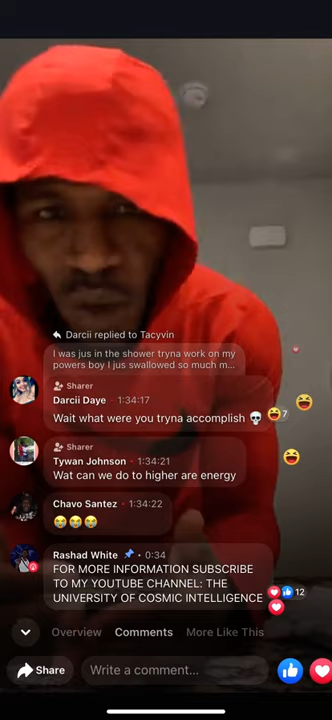 Darcii replied to Tacyvin
I was jus in the shower tryna work on my
powers boy I jus swallowed so much m...
Sharer
Darcii Daye • 1:34:17
Wait what were you tryna accomplish 💀
7
Sharer
Tywan Johnson • 1:34:21
Wat can we do to higher are energy
Chavo Santez • 1:34:22
😭😭😭
Rashad White 📌 • 0:34
FOR MORE INFORMATION SUBSCRIBE
TO MY YOUTUBE CHANNEL: THE
UNIVERSITY OF COSMIC INTELLIGENCE
12
Overview Comments More Like This
Share Write a comment...